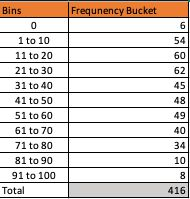 Bins Frequnency Bucket
0 6
1 to 10 54
11 to 20 60
21 to 30 62
31 to 40 45
41 to 50 48
51 to 60 49
61 to 70 40
71 to 80 34
81 to 90 10
91 to 100 8
Total 416